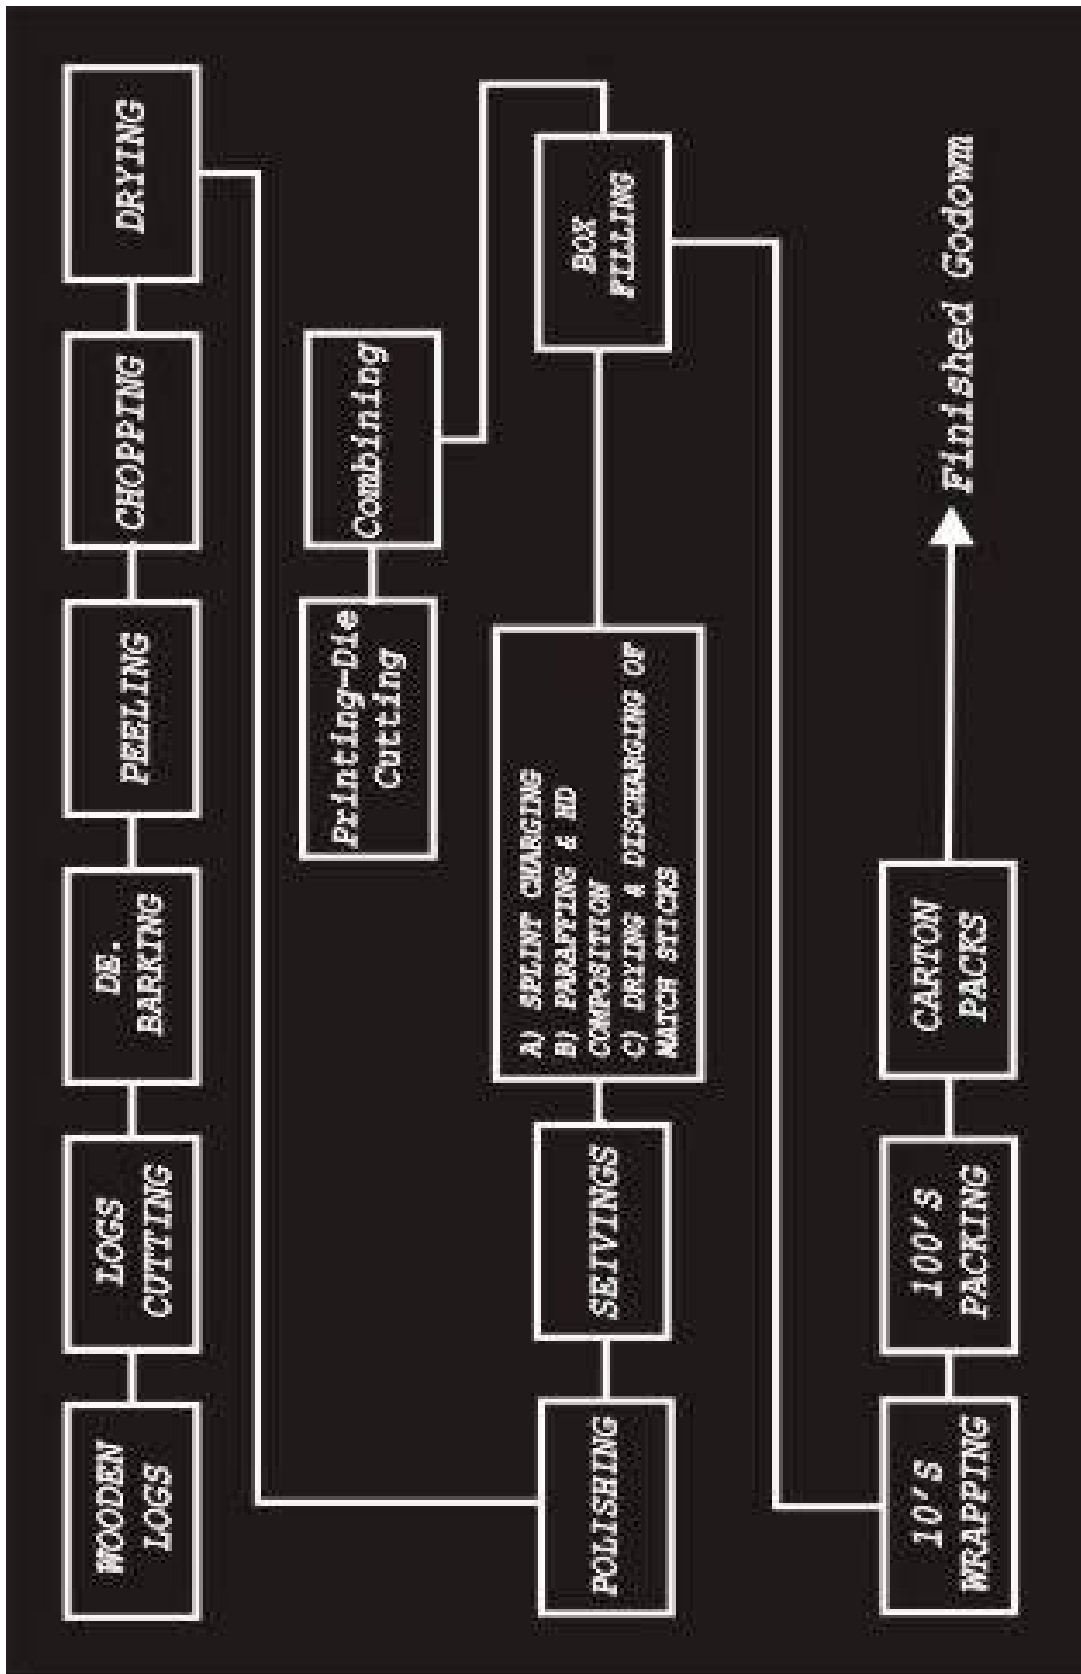 WOODEN
LOGS
LOGS
CUTTING
DE.
BARKING
PEELING
CHOPPING
DRYING
Printing-Die
Cutting
Combining
POLISHING
SEIVINGS
A) SPLINT CHARGING
B) PARAFFING & HD
COMPOSITION
C) DRYING & DISCHARGING OF
MATCH STICKS
BOX
FILLING
10'S
WRAPPING
100'S
PACKING
CARTON
PACKS
Finished Godown